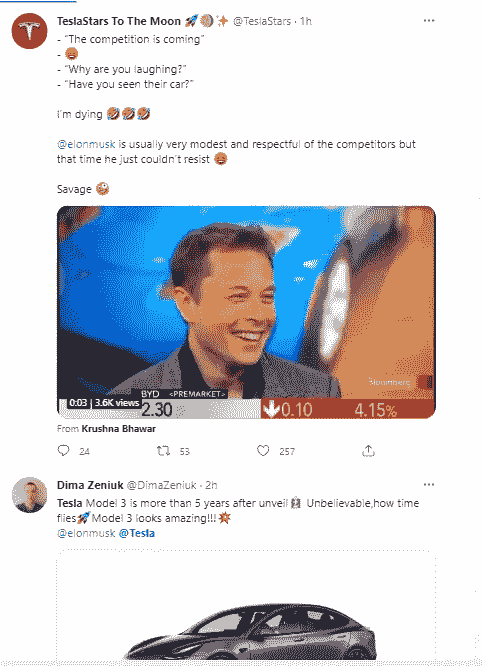 TeslaStars To The Moon 🚀🌕✨ @TeslaStars · 1h
- "The competition is coming"
- 🤣
- "Why are you laughing?"
- "Have you seen their car?"
I'm dying 🤣🤣🤣
@elonmusk is usually very modest and respectful of the competitors but
that time he just couldn't resist 🤣
Savage 🤣
Bloomberg
BYD <PREMARKET>
0:03 | 3.6K views
2.30
0.10
4.15%
From Krushna Bhawar
24
53
257
Dima Zeniuk @DimaZeniuk · 2h
Tesla Model 3 is more than 5 years after unveil Unbelievable,how time
flies🚀Model 3 looks amazing!!!💥
@elonmusk @Tesla